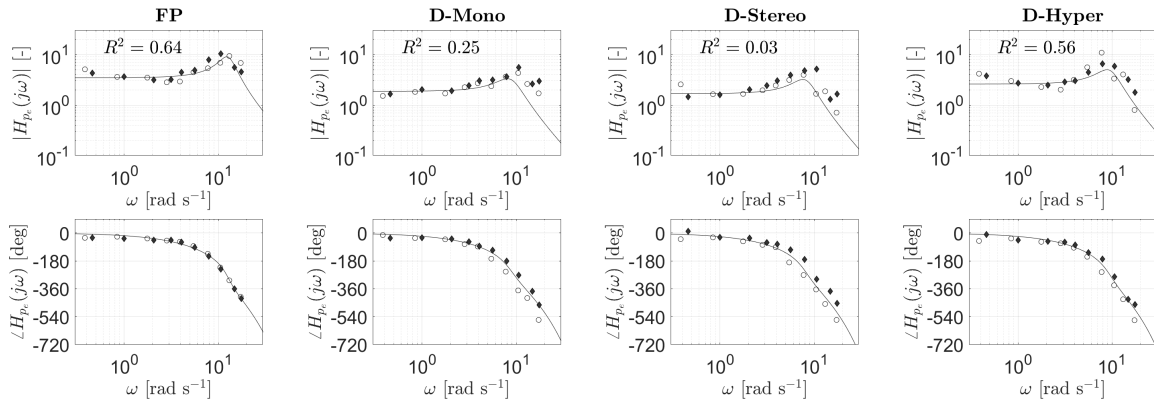 FP D-Mono D-Stereo D-Hyper
|H_{p_e}(jω)| [-] |H_{p_e}(jω)| [-] |H_{p_e}(jω)| [-] |H_{p_e}(jω)| [-]
R² = 0.64 R² = 0.25 R² = 0.03 R² = 0.56
10¹ 10¹ 10¹ 10¹
10⁰ 10⁰ 10⁰ 10⁰
10⁻¹ 10⁻¹ 10⁻¹ 10⁻¹
10⁰ 10¹ 10⁰ 10¹ 10⁰ 10¹ 10⁰ 10¹
ω [rad s⁻¹] ω [rad s⁻¹] ω [rad s⁻¹] ω [rad s⁻¹]
∠H_{p_e}(jω) [deg] ∠H_{p_e}(jω) [deg] ∠H_{p_e}(jω) [deg] ∠H_{p_e}(jω) [deg]
0 0 0 0
-180 -180 -180 -180
-360 -360 -360 -360
-540 -540 -540 -540
-720 -720 -720 -720
10⁰ 10¹ 10⁰ 10¹ 10⁰ 10¹ 10⁰ 10¹
ω [rad s⁻¹] ω [rad s⁻¹] ω [rad s⁻¹] ω [rad s⁻¹]